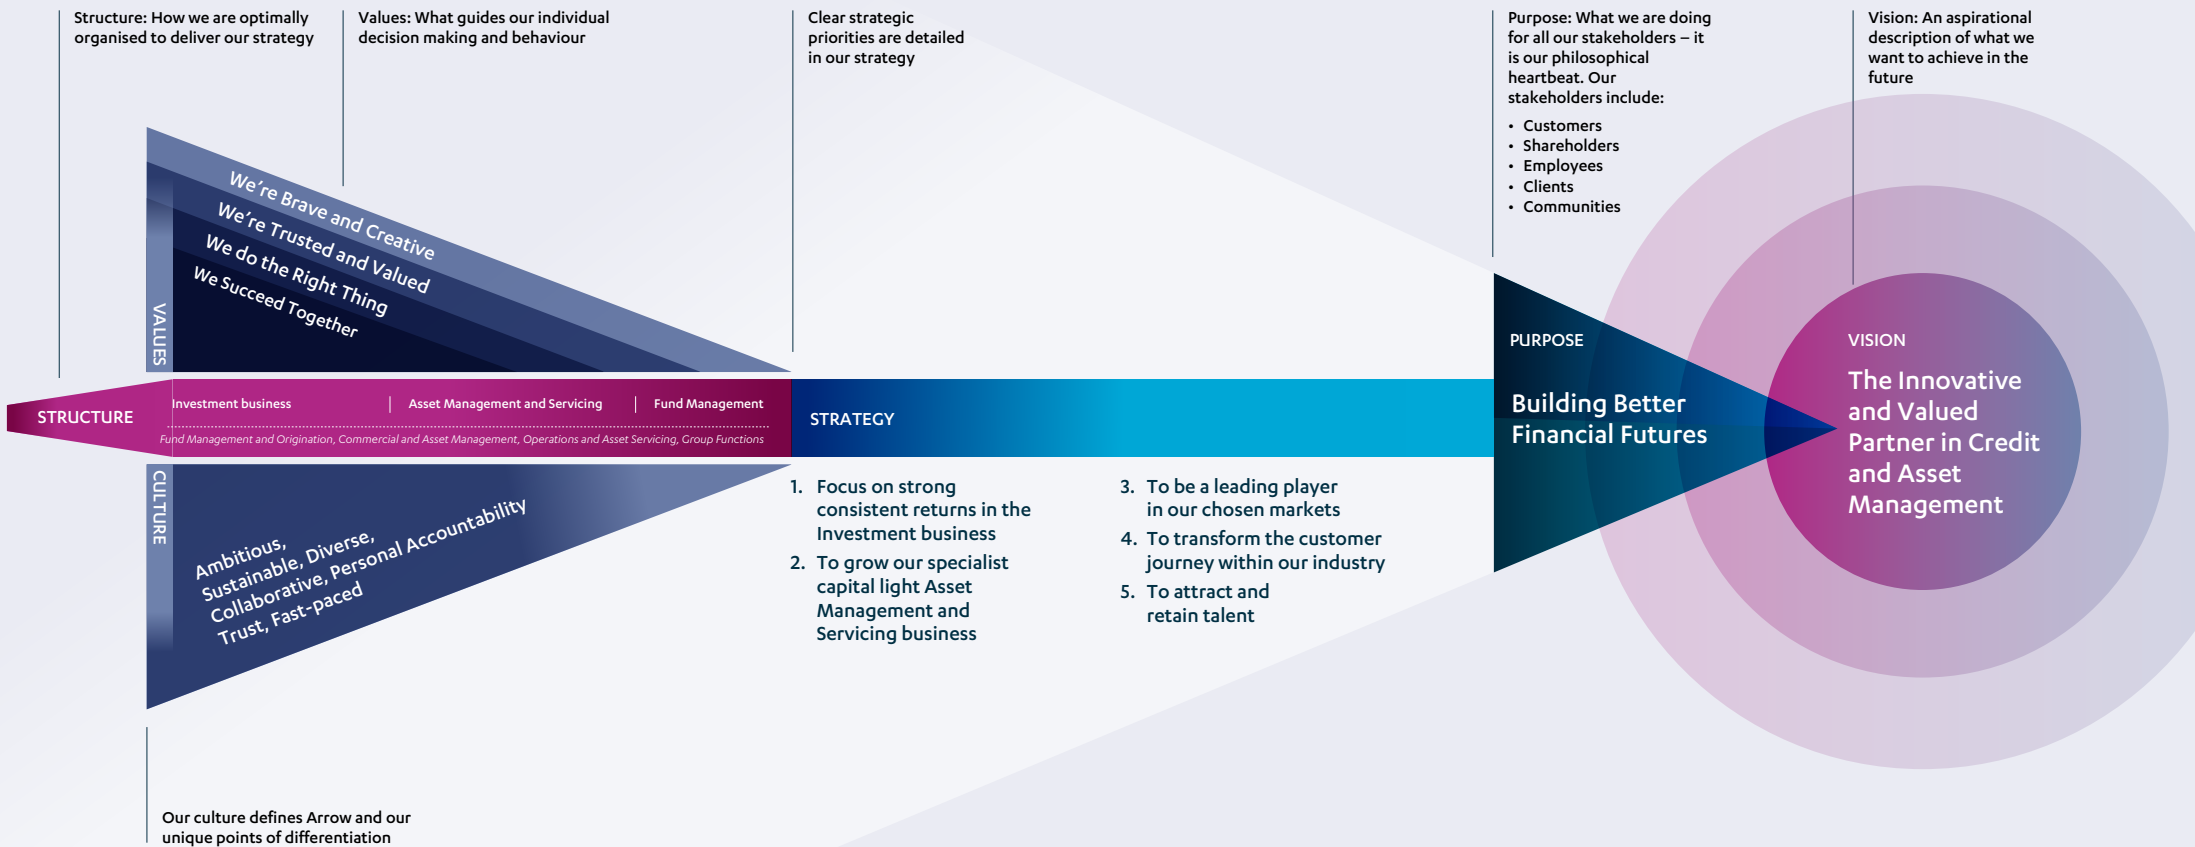 Structure: How we are optimally
organised to deliver our strategy
Values: What guides our individual
decision making and behaviour
Clear strategic
priorities are detailed
in our strategy
Purpose: What we are doing
for all our stakeholders – it
is our philosophical
heartbeat. Our
stakeholders include:
• Customers
• Shareholders
• Employees
• Clients
• Communities
Vision: An aspirational
description of what we
want to achieve in the
future
VALUES
We're Brave and Creative
We're Trusted and Valued
We do the Right Thing
We Succeed Together
STRUCTURE
Investment business
Asset Management and Servicing
Fund Management
Fund Management and Origination, Commercial and Asset Management, Operations and Asset Servicing, Group Functions
CULTURE
Ambitious,
Sustainable, Diverse,
Collaborative, Personal Accountability
Trust, Fast-paced
Our culture defines Arrow and our
unique points of differentiation
STRATEGY
1. Focus on strong
consistent returns in the
Investment business
2. To grow our specialist
capital light Asset
Management and
Servicing business
3. To be a leading player
in our chosen markets
4. To transform the customer
journey within our industry
5. To attract and
retain talent
PURPOSE
Building Better
Financial Futures
VISION
The Innovative
and Valued
Partner in Credit
and Asset
Management